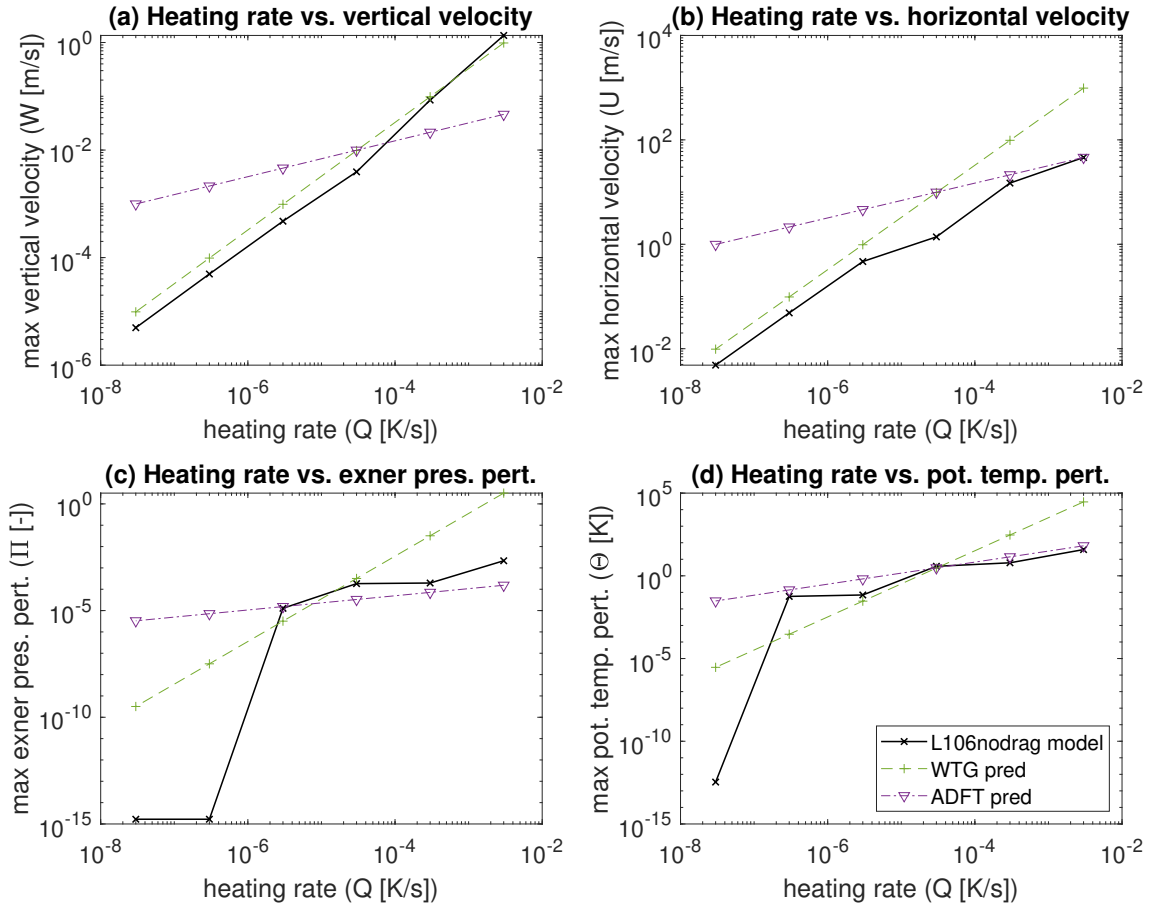 (a) Heating rate vs. vertical velocity
max vertical velocity (W [m/s])
10^0
10^-2
10^-4
10^-6
10^-8
10^-6
10^-4
10^-2
heating rate (Q [K/s])
(b) Heating rate vs. horizontal velocity
max horizontal velocity (U [m/s])
10^4
10^2
10^0
10^-2
10^-8
10^-6
10^-4
10^-2
heating rate (Q [K/s])
(c) Heating rate vs. exner pres. pert.
max exner pres. pert. (Π [-])
10^0
10^-5
10^-10
10^-15
10^-8
10^-6
10^-4
10^-2
heating rate (Q [K/s])
(d) Heating rate vs. pot. temp. pert.
max pot. temp. pert. (Θ [K])
10^5
10^0
10^-5
10^-10
10^-15
10^-8
10^-6
10^-4
10^-2
heating rate (Q [K/s])
L106nodrag model
WTG pred
ADFT pred